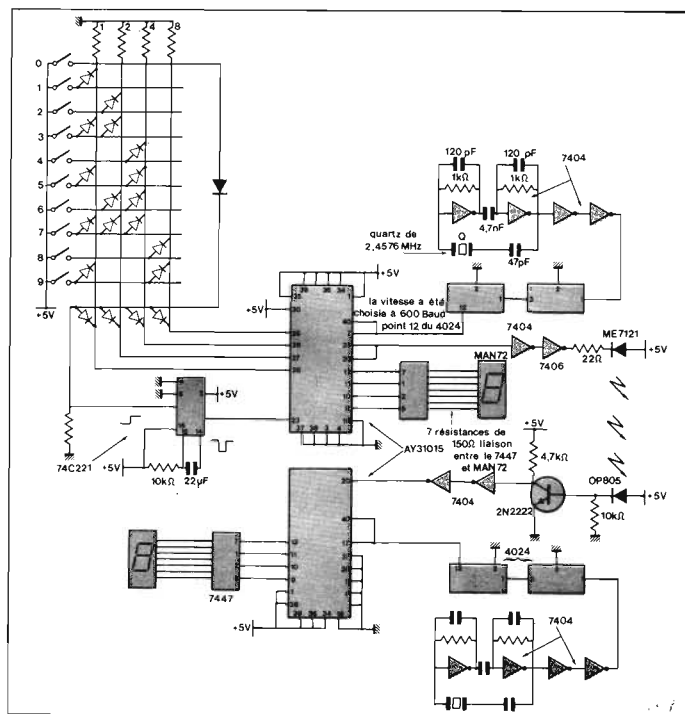 1 2 4 8
0
1
2
3
4
5
6
7
8
9
+5V
120 pF
1kΩ
120 pF
1kΩ
7404
4,7nF
quartz de
2,4576 MHz
Q
47pF
+5V
+5V
la vitesse a été
choisie à 600 Baud
point 12 du 4024
7404
7406
22Ω
ME7121
+5V
MAN72
+5V
74C221
+5V
10kΩ
22µF
7 résistances de
150Ω liaison
entre le 7447
et MAN 72
AY31015
+5V
4,7kΩ
7404
2N2222
OP805
+5V
10kΩ
7447
+5V
4024
7404